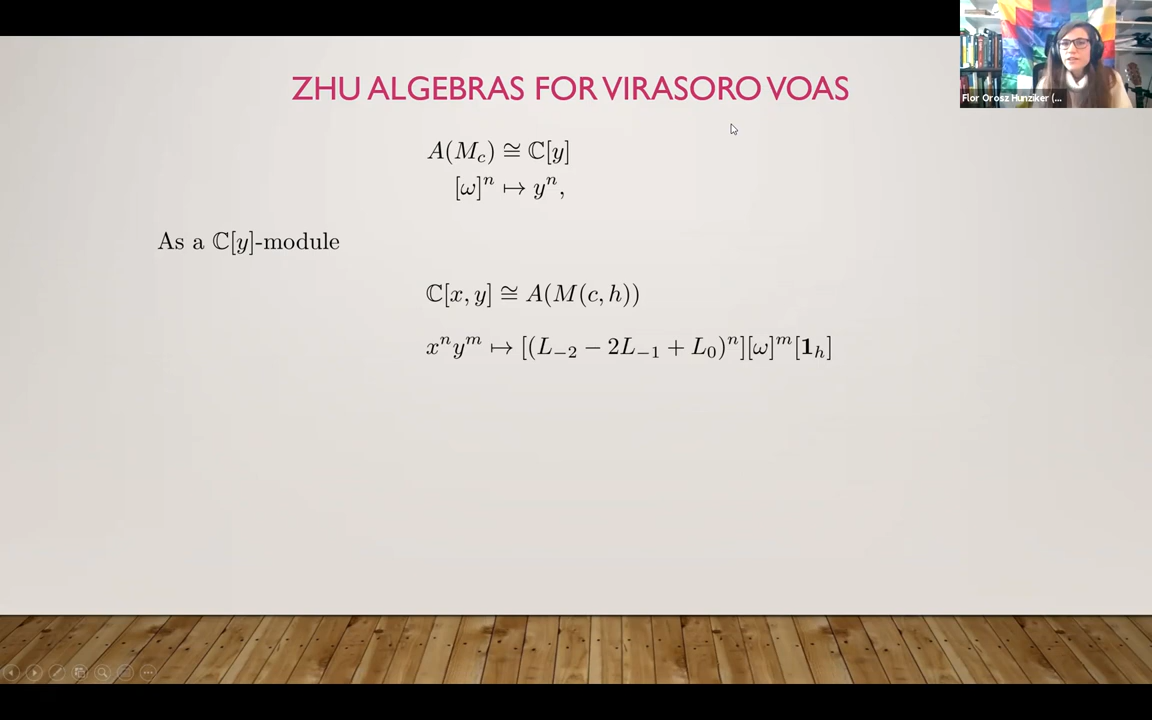 ZHU ALGEBRAS FOR VIRASORO VOAS
A(M_c) ≅ ℂ[y]
[ω]^n ↦ y^n,
As a ℂ[y]-module
ℂ[x, y] ≅ A(M(c, h))
x^n y^m ↦ [(L_{-2} − 2L_{-1} + L_0)^n][ω]^m[𝟏_h]
Flor Orosz Hunziker (...